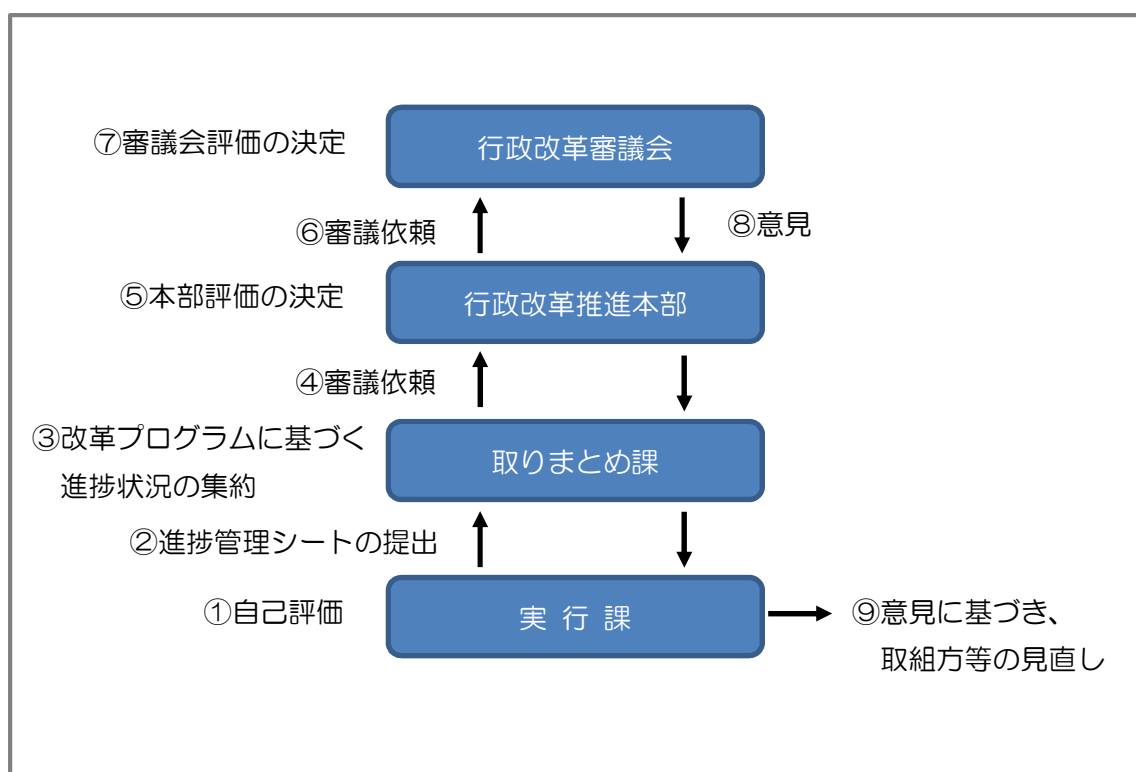 ⑦審議会評価の決定
行政改革審議会
⑥審議依頼
⑧意見
⑤本部評価の決定
行政改革推進本部
④審議依頼
③改革プログラムに基づく
進捗状況の集約
取りまとめ課
②進捗管理シートの提出
①自己評価
実 行 課
⑨意見に基づき、
取組方等の見直し